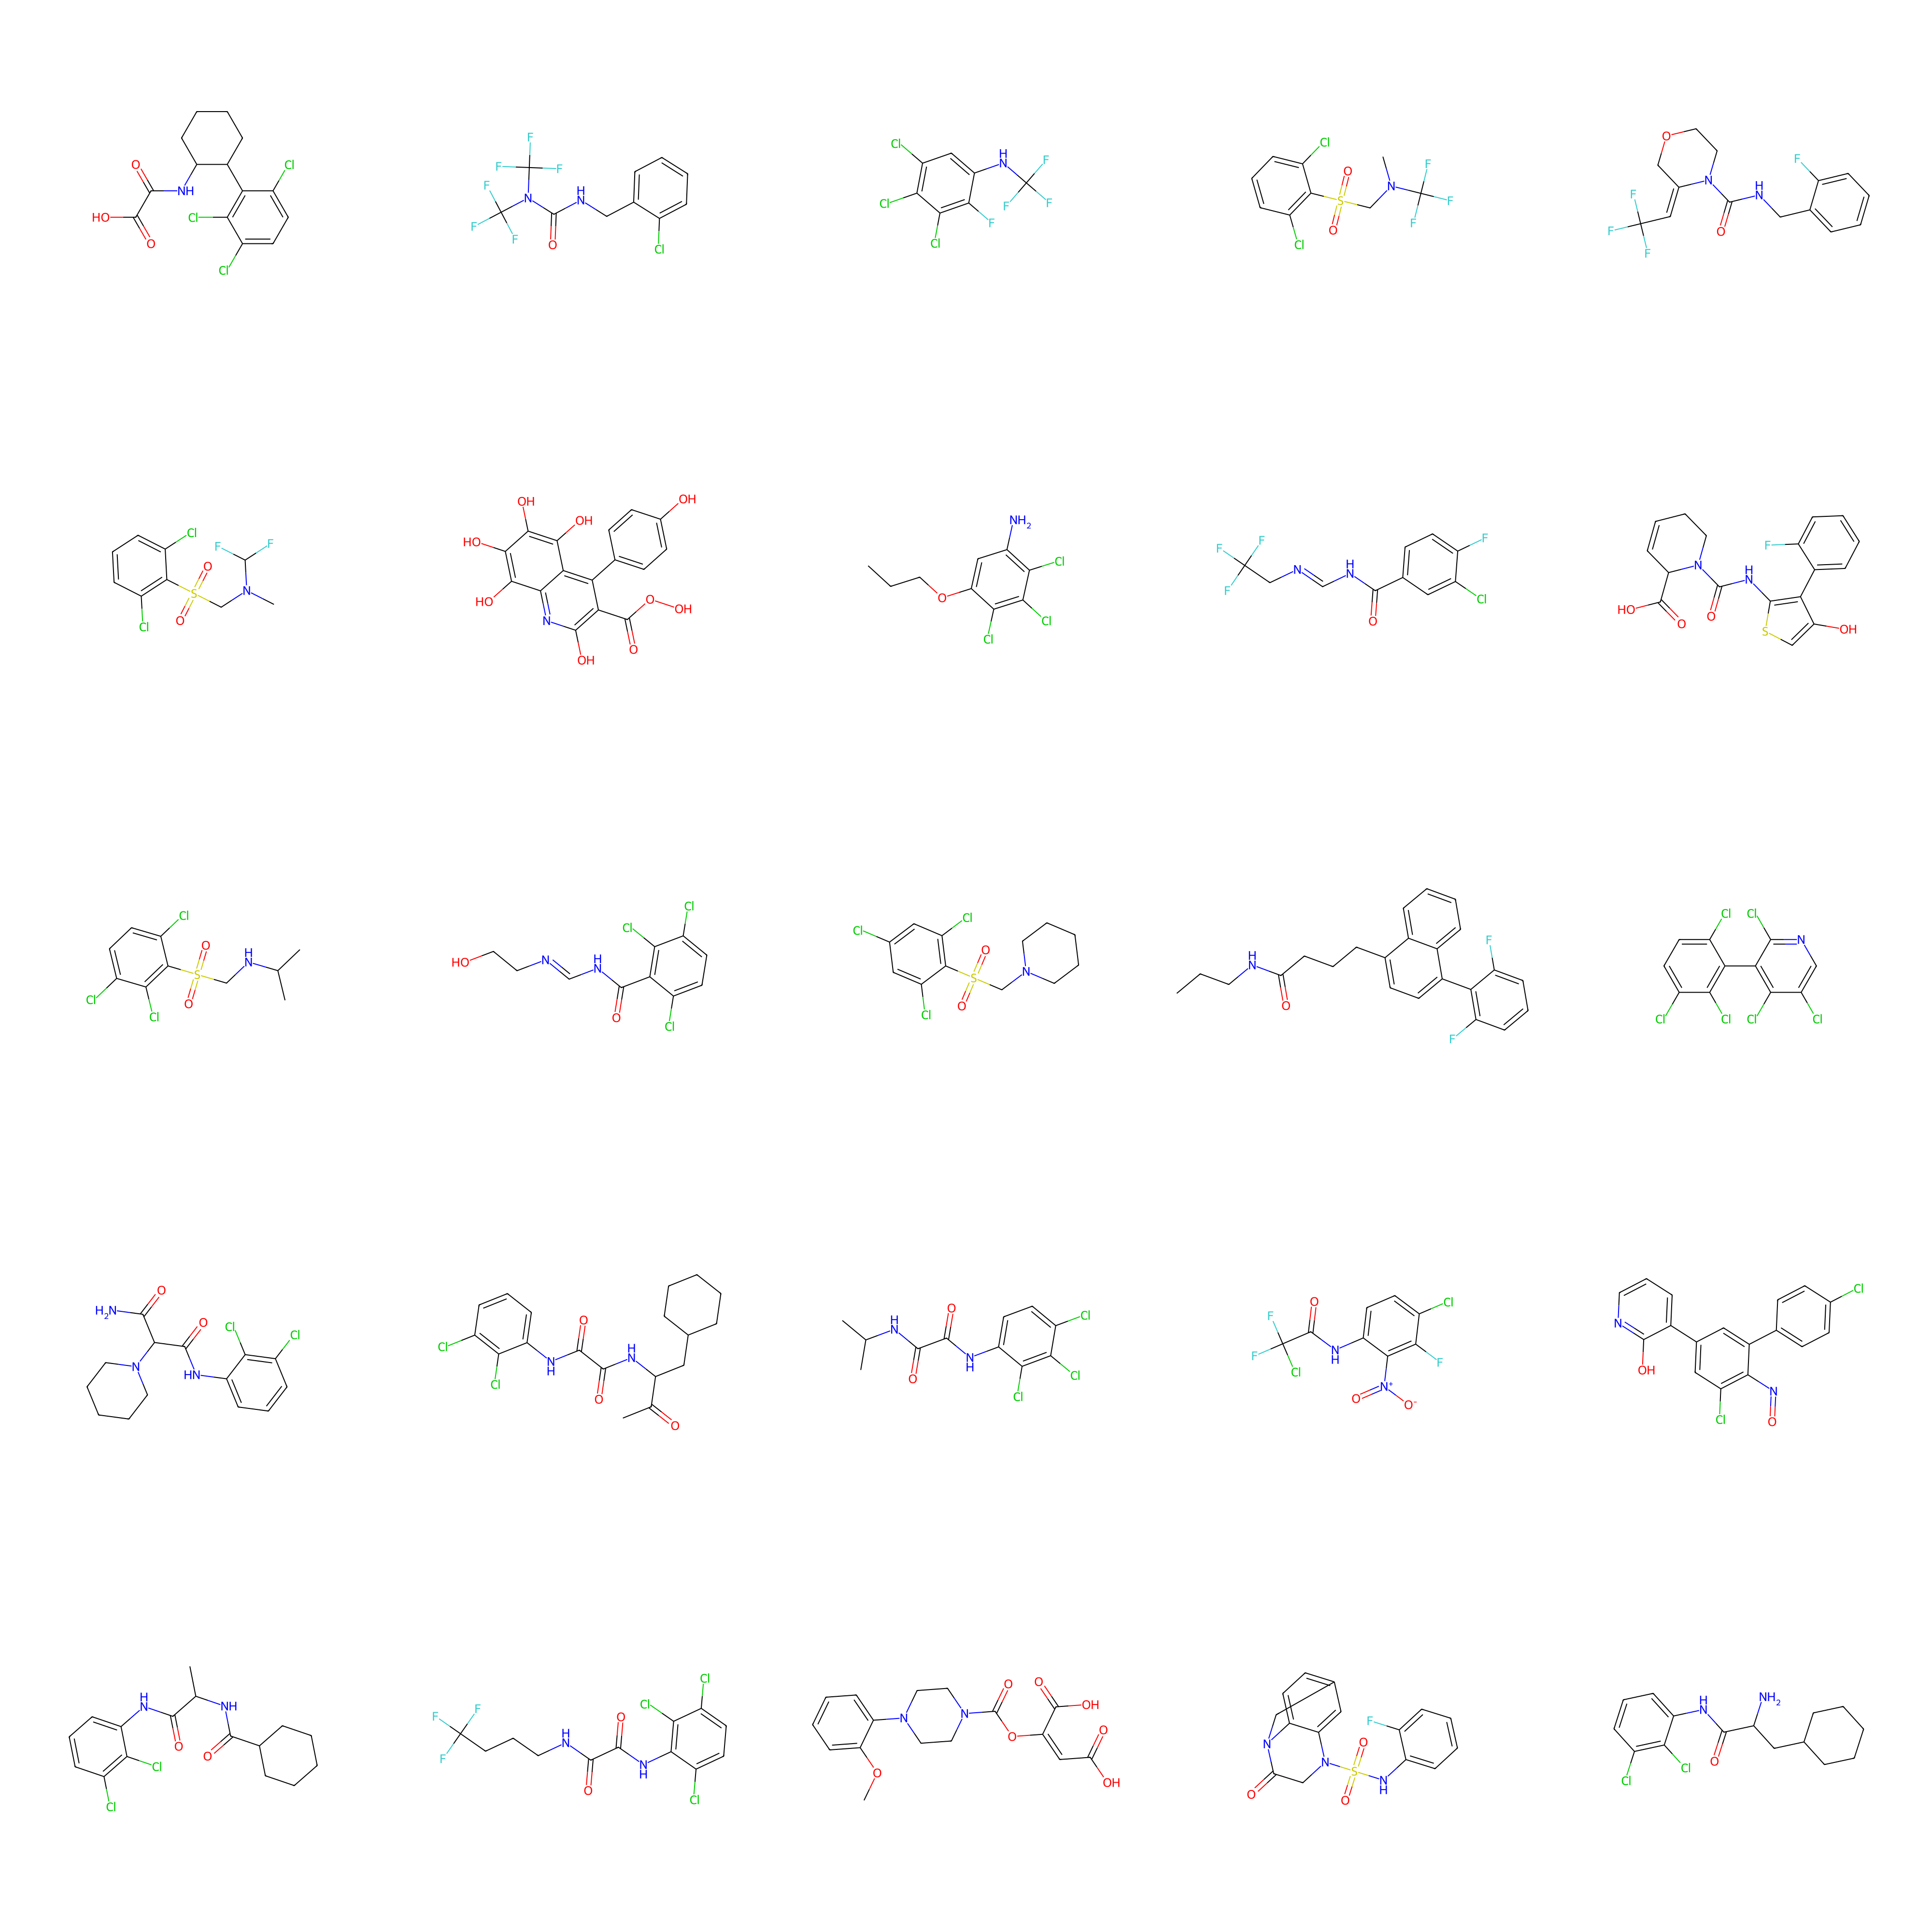 O O HO NH Cl Cl Cl
F F F F F F N H N O Cl
Cl Cl Cl H N F F F F
Cl Cl O S O N F F F
O F F F N H N O F
Cl Cl O S O F F N
OH OH HO HO OH N OH O OH O
NH2 Cl Cl Cl O
F F F N H N O F Cl
N HO O O H N F S OH
Cl Cl Cl O S O H N
HO N H N O Cl Cl Cl
Cl Cl Cl O S O N
H N O F F
Cl Cl N Cl Cl Cl Cl
H2N O O N HN Cl Cl
Cl Cl N H O O H N O
H N O O N H Cl Cl Cl
O F F Cl N H Cl F N+ O O-
N OH Cl Cl N O
H N O Cl Cl NH O
F F F H N O O N H Cl Cl Cl
N N O O O O OH O OH
N O N O S O N H F
H N NH2 O Cl Cl